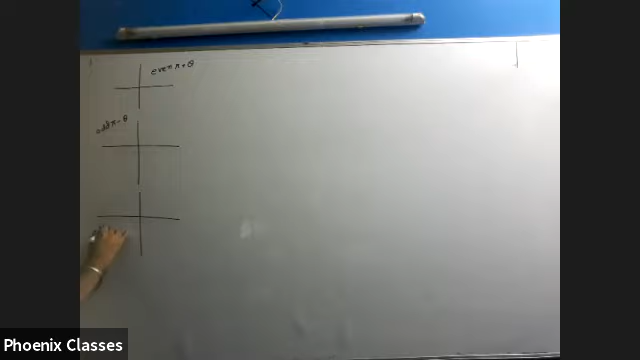 even π + θ
odd π - θ
Phoenix Classes